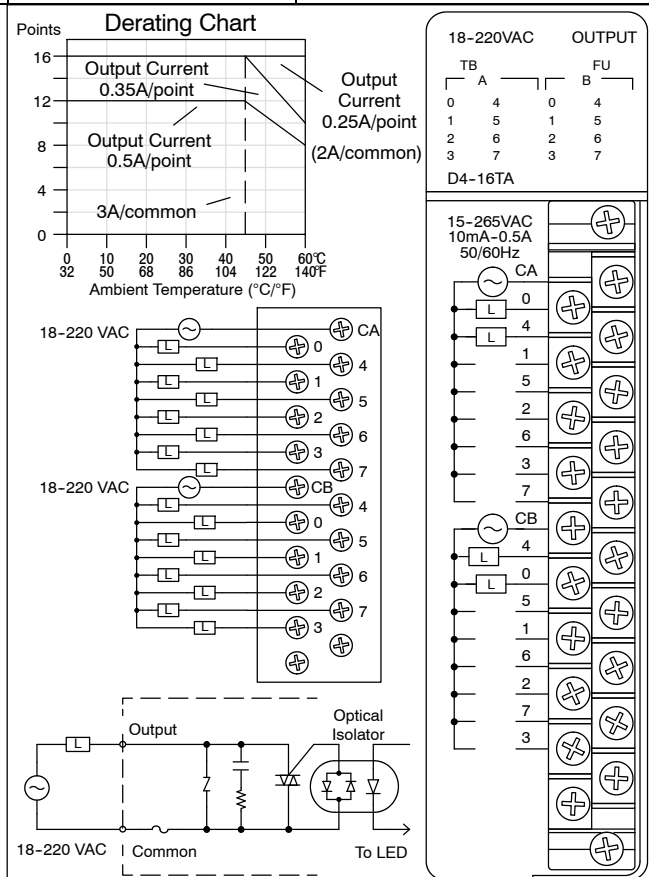 Derating Chart
Points
16
12
8
4
0
Output Current
0.35A/point
Output Current
0.5A/point
3A/common
Output
Current
0.25A/point
(2A/common)
0 10 20 30 40 50 60°C
32 50 68 86 104 122 140°F
Ambient Temperature (°C/°F)
18-220 VAC
L
L
L
L
L
L
L
L
CA
0
4
1
5
2
6
3
7
18-220 VAC
L
L
L
L
L
L
L
L
CB
4
0
5
1
6
2
7
3
Output
Optical
Isolator
L
18-220 VAC
Common
To LED
18-220VAC OUTPUT
TB FU
A B
0 4 0 4
1 5 1 5
2 6 2 6
3 7 3 7
D4-16TA
15-265VAC
10mA-0.5A
50/60Hz
CA
L
0
L
4
1
5
2
6
3
7
CB
L
4
L
0
5
1
6
2
7
3